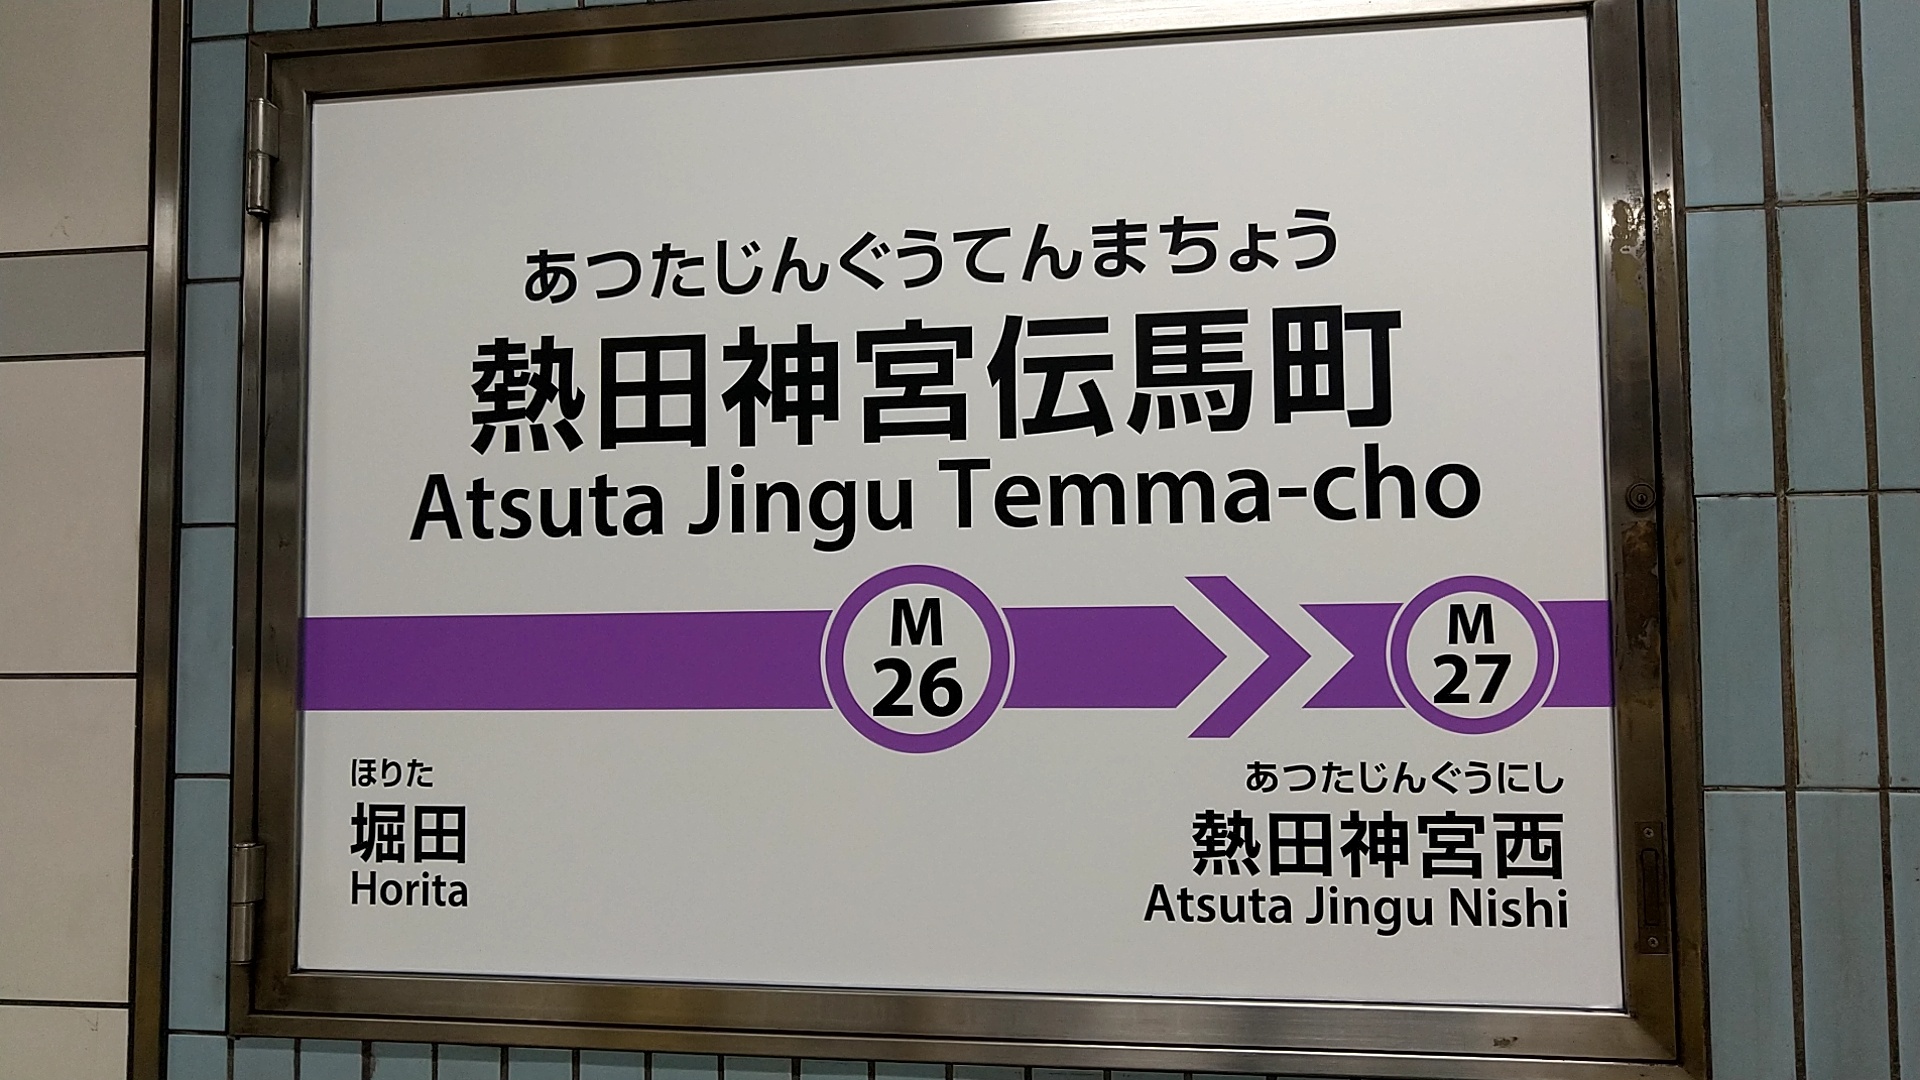 あつたじんぐうてんまちょう
熱田神宮伝馬町
Atsuta Jingu Temma-cho
M
26
M
27
ほりた
堀田
Horita
あつたじんぐうにし
熱田神宮西
Atsuta Jingu Nishi